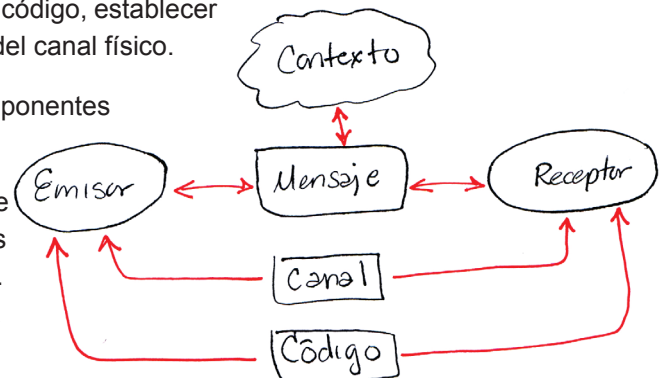 código, establecer
del canal físico.
ponentes
e
s
.
Contexto
Emisor
Mensaje
Receptor
Canal
Código